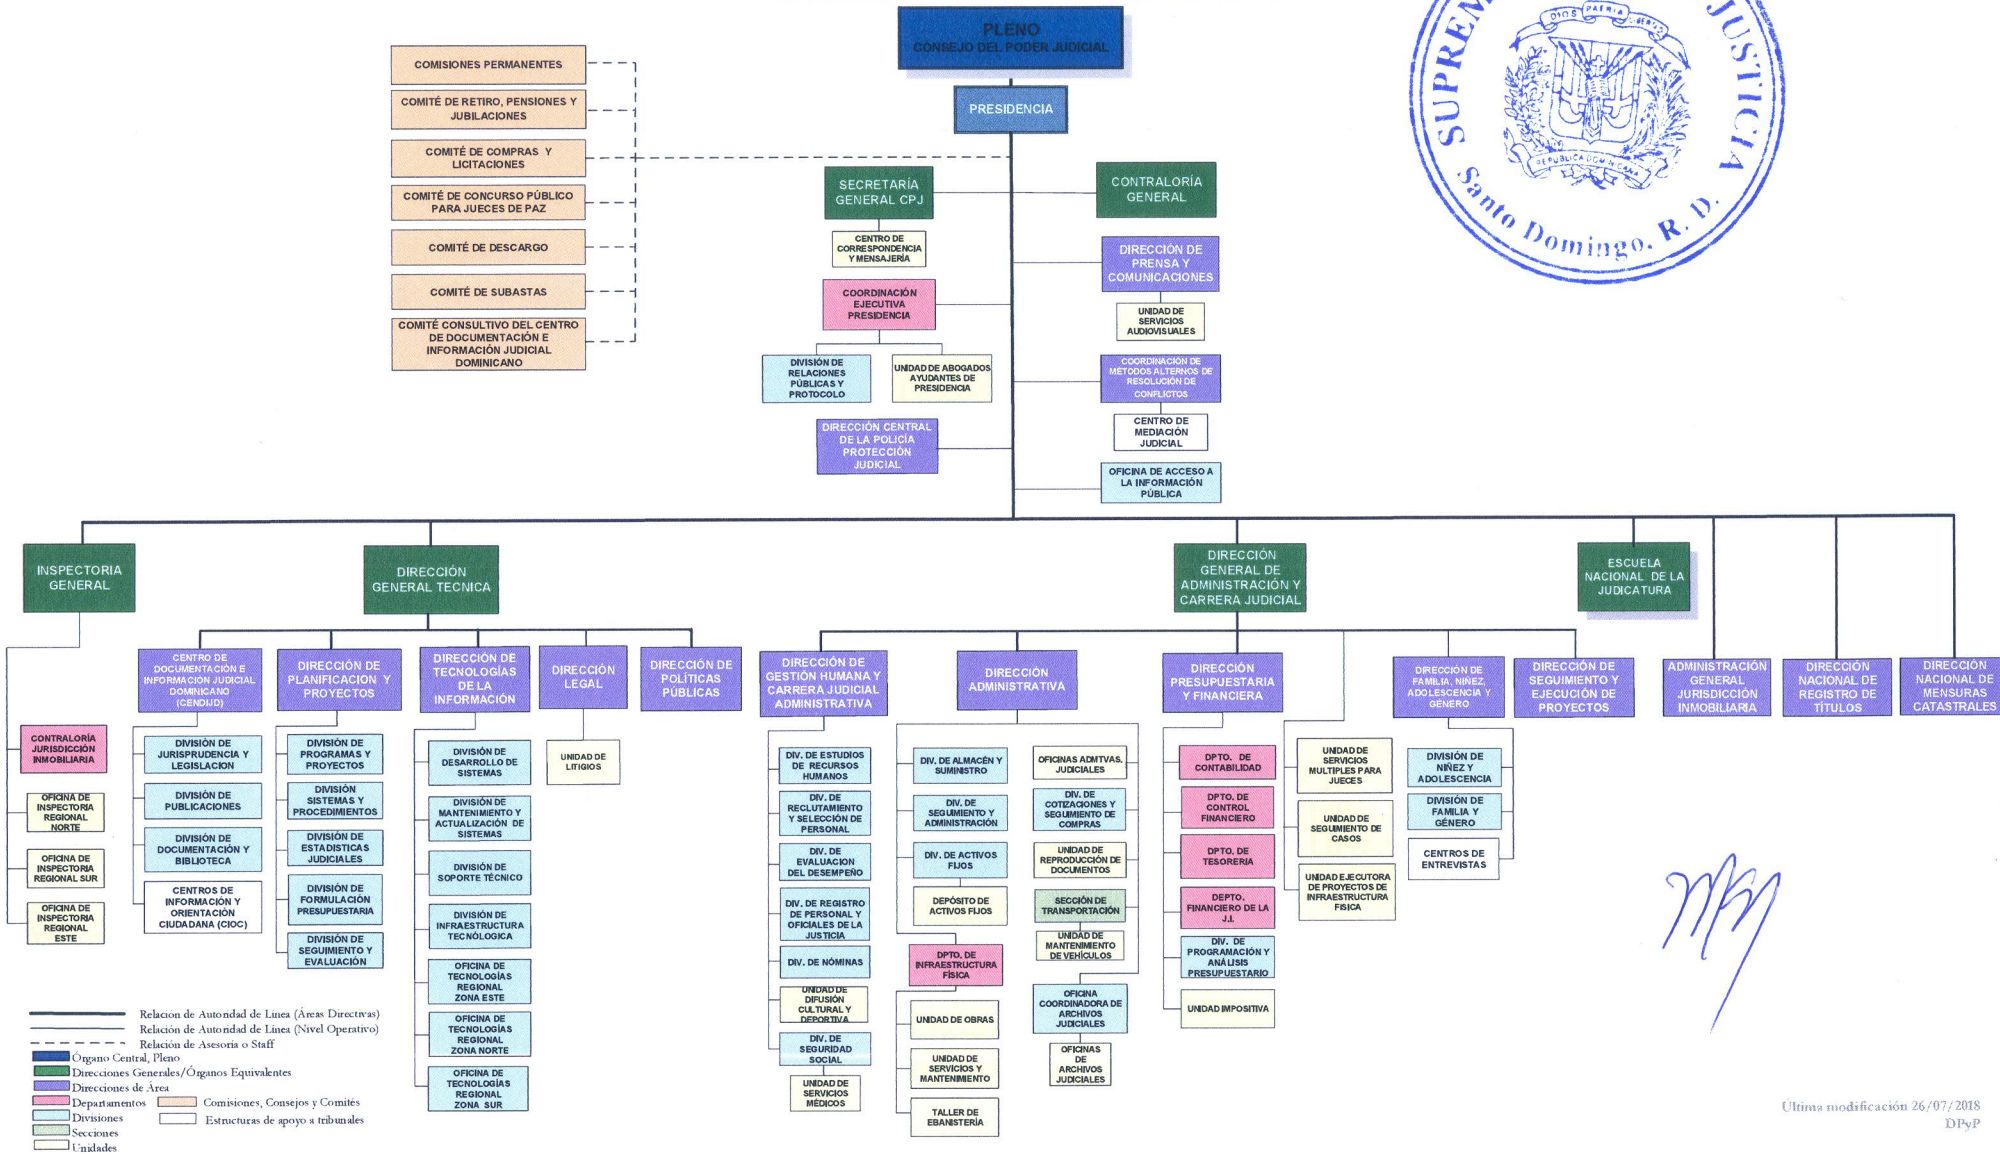 PLENO
CONSEJO DEL PODER JUDICIAL
PRESIDENCIA
COMISIONES PERMANENTES
COMITÉ DE RETIRO, PENSIONES Y
JUBILACIONES
COMITÉ DE COMPRAS Y
LICITACIONES
COMITÉ DE CONCURSO PÚBLICO
PARA JUECES DE PAZ
COMITÉ DE DESCARGO
COMITÉ DE SUBASTAS
COMITÉ CONSULTIVO DEL CENTRO
DE DOCUMENTACIÓN E
INFORMACIÓN JUDICIAL
DOMINICANO
SECRETARÍA
GENERAL CPJ
CENTRO DE
CORRESPONDENCIA
Y MENSAJERÍA
COORDINACIÓN
EJECUTIVA
PRESIDENCIA
DIVISIÓN DE
RELACIONES
PÚBLICAS Y
PROTOCOLO
UNIDAD DE ABOGADOS
AYUDANTES DE
PRESIDENCIA
DIRECCIÓN CENTRAL
DE LA POLICÍA
PROTECCIÓN
JUDICIAL
CONTRALORÍA
GENERAL
DIRECCIÓN DE
PRENSA Y
COMUNICACIONES
UNIDAD DE
SERVICIOS
AUDIOVISUALES
COORDINACIÓN DE
MÉTODOS ALTERNOS DE
RESOLUCIÓN DE
CONFLICTOS
CENTRO DE
MEDIACIÓN
JUDICIAL
OFICINA DE ACCESO A
LA INFORMACIÓN
PÚBLICA
JUSTICIA
DIOS PATRIA LIBERTAD
REPUBLICA DOMINICANA
Santo Domingo, R. D.
INSPECTORIA
GENERAL
CONTRALORÍA
JURISDICCIÓN
INMOBILIARIA
OFICINA DE
INSPECTORIA
REGIONAL
NORTE
OFICINA DE
INSPECTORIA
REGIONAL SUR
OFICINA DE
INSPECTORIA
REGIONAL
ESTE
DIRECCIÓN
GENERAL TECNICA
CENTRO DE
DOCUMENTACIÓN E
INFORMACIÓN JUDICIAL
DOMINICANO
(CENDIJD)
DIVISIÓN DE
JURISPRUDENCIA Y
LEGISLACION
DIVISIÓN DE
PUBLICACIONES
DIVISIÓN DE
DOCUMENTACIÓN Y
BIBLIOTECA
CENTROS DE
INFORMACIÓN Y
ORIENTACIÓN
CIUDADANA (CIOC)
DIRECCIÓN DE
PLANIFICACION Y
PROYECTOS
DIVISIÓN DE
PROGRAMAS Y
PROYECTOS
DIVISIÓN
SISTEMAS Y
PROCEDIMIENTOS
DIVISIÓN DE
ESTADISTICAS
JUDICIALES
DIVISIÓN DE
FORMULACIÓN
PRESUPUESTARIA
DIVISIÓN DE
SEGUIMIENTO Y
EVALUACIÓN
DIRECCIÓN DE
TECNOLOGÍAS
DE LA
INFORMACIÓN
DIVISIÓN DE
DESARROLLO DE
SISTEMAS
DIVISIÓN DE
MANTENIMIENTO Y
ACTUALIZACIÓN DE
SISTEMAS
DIVISIÓN DE
SOPORTE TÉCNICO
DIVISIÓN DE
INFRAESTRUCTURA
TECNÓLOGICA
OFICINA DE
TECNOLOGÍAS
REGIONAL
ZONA ESTE
OFICINA DE
TECNOLOGÍAS
REGIONAL
ZONA NORTE
OFICINA DE
TECNOLOGÍAS
REGIONAL
ZONA SUR
DIRECCIÓN
LEGAL
UNIDAD DE
LITIGIOS
DIRECCIÓN DE
POLÍTICAS
PÚBLICAS
DIRECCIÓN
GENERAL DE
ADMINISTRACIÓN Y
CARRERA JUDICIAL
DIRECCIÓN DE
GESTIÓN HUMANA Y
CARRERA JUDICIAL
ADMINISTRATIVA
DIV. DE ESTUDIOS
DE RECURSOS
HUMANOS
DIV. DE
RECLUTAMIENTO
Y SELECCIÓN DE
PERSONAL
DIV. DE
EVALUACION
DEL DESEMPEÑO
DIV. DE REGISTRO
DE PERSONAL Y
OFICIALES DE LA
JUSTICIA
DIV. DE NÓMINAS
UNIDAD DE
DIFUSIÓN
CULTURAL Y
DEPORTIVA
DIV. DE
SEGURIDAD
SOCIAL
UNIDAD DE
SERVICIOS
MÉDICOS
DIRECCIÓN
ADMINISTRATIVA
DIV. DE ALMACÉN Y
SUMINISTRO
DIV. DE
SEGUIMIENTO Y
ADMINISTRACIÓN
DIV. DE ACTIVOS
FIJOS
DEPÓSITO DE
ACTIVOS FIJOS
DPTO. DE
INFRAESTRUCTURA
FÍSICA
UNIDAD DE OBRAS
UNIDAD DE
SERVICIOS Y
MANTENIMIENTO
TALLER DE
EBANISTERÍA
OFICINAS ADMTVAS.
JUDICIALES
DIV. DE
COTIZACIONES Y
SEGUIMIENTO DE
COMPRAS
UNIDAD DE
REPRODUCCIÓN DE
DOCUMENTOS
SECCIÓN DE
TRANSPORTACIÓN
UNIDAD DE
MANTENIMIENTO
DE VEHÍCULOS
OFICINA
COORDINADORA DE
ARCHIVOS
JUDICIALES
OFICINAS
DE
ARCHIVOS
JUDICIALES
DIRECCIÓN
PRESUPUESTARIA
Y FINANCIERA
DPTO. DE
CONTABILIDAD
DPTO. DE
CONTROL
FINANCIERO
DPTO. DE
TESORERIA
DEPTO.
FINANCIERO DE LA
J.I.
DIV. DE
PROGRAMACIÓN Y
ANÁLISIS
PRESUPUESTARIO
UNIDAD IMPOSITIVA
UNIDAD DE
SERVICIOS
MULTIPLES PARA
JUECES
UNIDAD DE
SEGUIMIENTO DE
CASOS
UNIDAD EJECUTORA
DE PROYECTOS DE
INFRAESTRUCTURA
FISICA
DIRECCIÓN DE
FAMILIA, NIÑEZ,
ADOLESCENCIA Y
GÉNERO
DIVISIÓN DE
NIÑEZ Y
ADOLESCENCIA
DIVISIÓN DE
FAMILIA Y
GÉNERO
CENTROS DE
ENTREVISTAS
DIRECCIÓN DE
SEGUIMIENTO Y
EJECUCIÓN DE
PROYECTOS
ESCUELA
NACIONAL DE LA
JUDICATURA
ADMINISTRACIÓN
GENERAL
JURISDICCIÓN
INMOBILIARIA
DIRECCIÓN
NACIONAL DE
REGISTRO DE
TÍTULOS
DIRECCIÓN
NACIONAL DE
MENSURAS
CATASTRALES
Relación de Autoridad de Linea (Áreas Directivas)
Relación de Autoridad de Linea (Nivel Operativo)
Relación de Asesoría o Staff
Órgano Central, Pleno
Direcciones Generales/Órganos Equivalentes
Direcciones de Área
Departamentos
Comisiones, Consejos y Comités
Divisiones
Estructuras de apoyo a tribunales
Secciones
Unidades
Última modificación 26/07/2018
DPyP